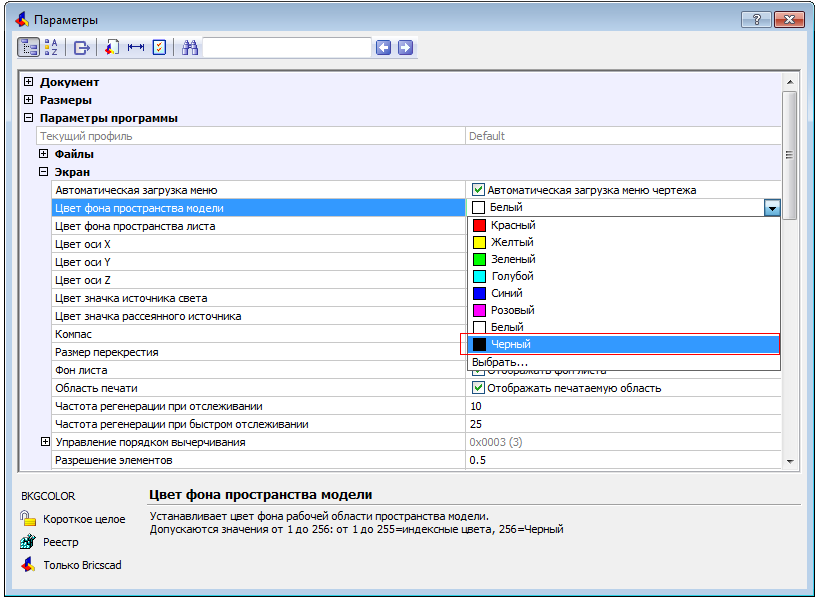 Параметры
Документ
Размеры
Параметры программы
Текущий профиль Default
Файлы
Экран
Автоматическая загрузка меню Автоматическая загрузка меню чертежа
Цвет фона пространства модели Белый
Цвет фона пространства листа Красный
Цвет оси X Желтый
Цвет оси Y Зеленый
Цвет оси Z Голубой
Цвет значка источника света Синий
Цвет значка рассеянного источника Розовый
Компас Белый
Размер перекрестия Черный
Фон листа Выбрать... Отображать фон листа
Область печати Отображать печатаемую область
Частота регенерации при отслеживании 10
Частота регенерации при быстром отслеживании 25
Управление порядком вычерчивания 0x0003 (3)
Разрешение элементов 0.5
BKGCOLOR
Короткое целое
Реестр
Только Bricscad
Цвет фона пространства модели
Устанавливает цвет фона рабочей области пространства модели.
Допускаются значения от 1 до 256: от 1 до 255=индексные цвета, 256=Черный